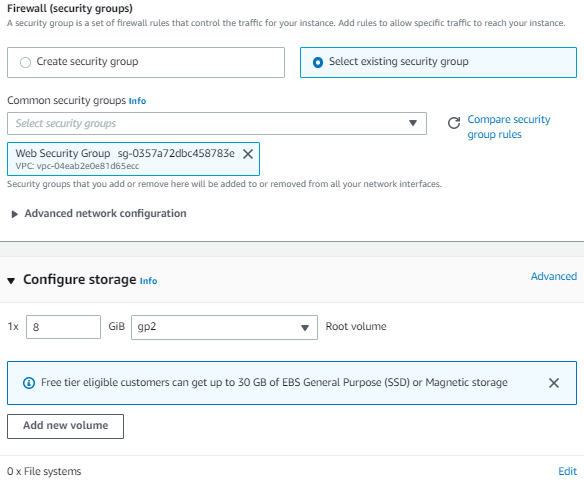 Firewall (security groups)
A security group is a set of firewall rules that control the traffic for your instance. Add rules to allow specific traffic to reach your instance.
Create security group
Select existing security group
Common security groups Info
Select security groups
Compare security
group rules
Web Security Group sg-0357a72dbc458783e
VPC: vpc-04eab2e0e81d65ecc
Security groups that you add or remove here will be added to or removed from all your network interfaces.
Advanced network configuration
Configure storage Info
Advanced
1x 8 GiB gp2 Root volume
Free tier eligible customers can get up to 30 GB of EBS General Purpose (SSD) or Magnetic storage
Add new volume
0 x File systems
Edit